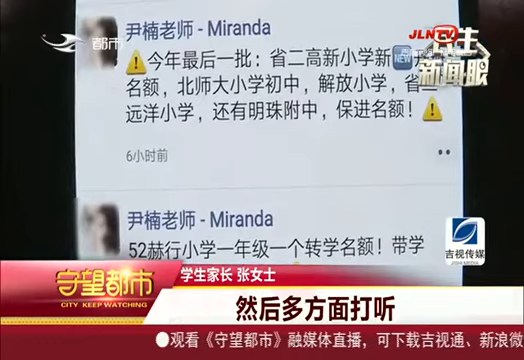 都市
JLNTV
民生
新闻眼
尹楠老师 - Miranda
⚠今年最后一批:省二高新小学新 NEW
名额,北师大小学初中,解放小学,省二
远洋小学,还有明珠附中,保进名额!⚠
6小时前
尹楠老师 - Miranda
52赫行小学一年级一个转学名额!带学
吉视传媒
守望都市
CITY KEEP WATCHING
学生家长 张女士
然后多方面打听
●观看《守望都市》融媒体直播,可下载吉视通、新浪微